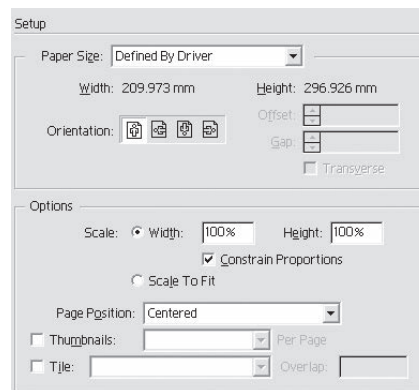 Setup
Paper Size: Defined By Driver
Width: 209.973 mm Height: 296.926 mm
Orientation: Offset:
Gap:
Transverse
Options
Scale: Width: 100% Height: 100%
Constrain Proportions
Scale To Fit
Page Position: Centered
Thumbnails: Per Page
Tile: Overlap: